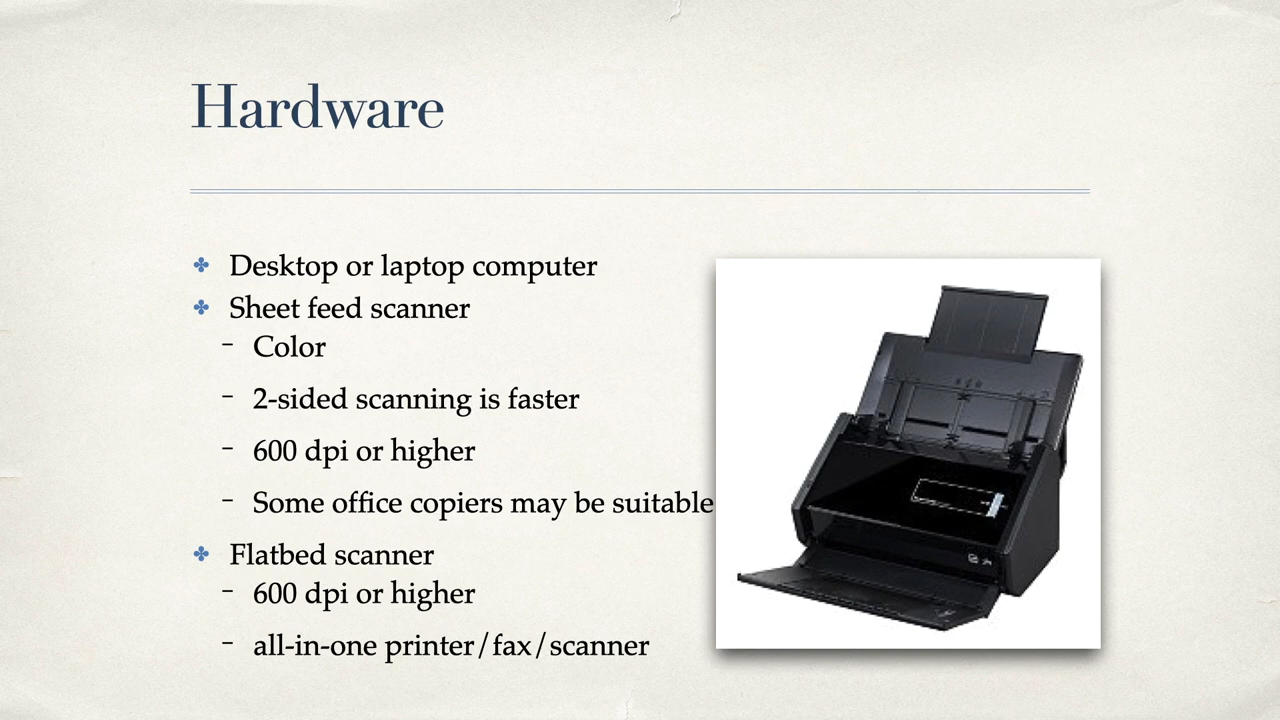 Hardware
Desktop or laptop computer
Sheet feed scanner
- Color
- 2-sided scanning is faster
- 600 dpi or higher
- Some office copiers may be suitable
Flatbed scanner
- 600 dpi or higher
- all-in-one printer/fax/scanner